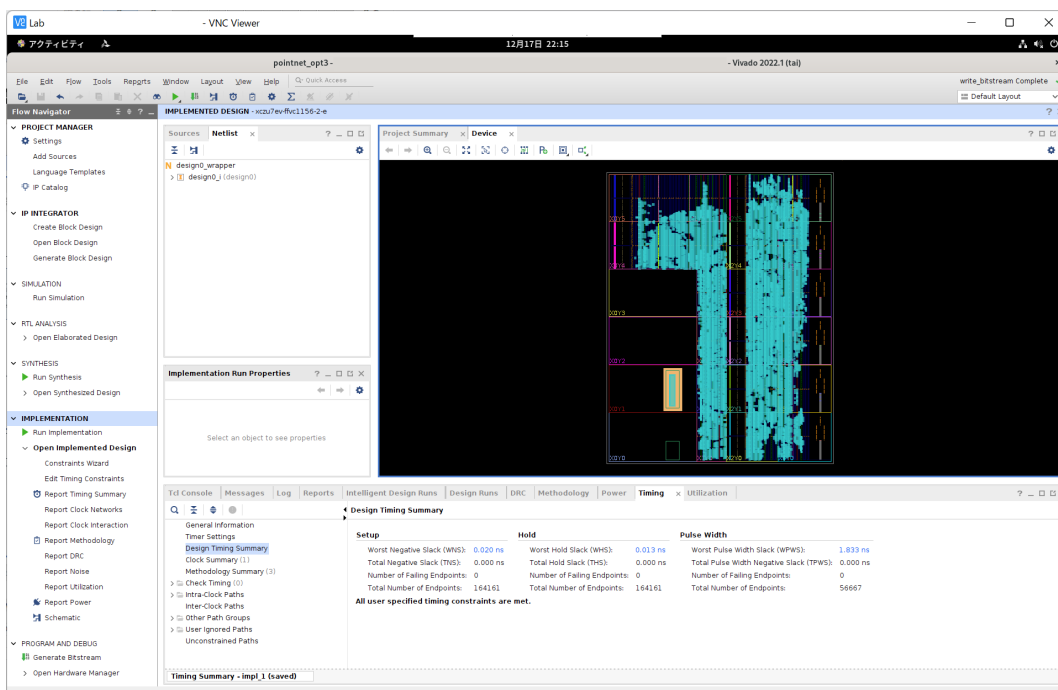 Lab - VNC Viewer
アクティビティ 12月17日 22:15
pointnet_opt3 - - Vivado 2022.1 (tai)
File Edit Flow Tools Reports Window Layout View Help Quick Access write_bitstream Complete
Default Layout
Flow Navigator
IMPLEMENTED DESIGN - xczu7ev-ffvc1156-2-e
PROJECT MANAGER
Settings
Add Sources
Language Templates
IP Catalog
IP INTEGRATOR
Create Block Design
Open Block Design
Generate Block Design
SIMULATION
Run Simulation
RTL ANALYSIS
Open Elaborated Design
SYNTHESIS
Run Synthesis
Open Synthesized Design
IMPLEMENTATION
Run Implementation
Open Implemented Design
Constraints Wizard
Edit Timing Constraints
Report Timing Summary
Report Clock Networks
Report Clock Interaction
Report Methodology
Report DRC
Report Noise
Report Utilization
Report Power
Schematic
PROGRAM AND DEBUG
Generate Bitstream
Open Hardware Manager
Sources Netlist
design0_wrapper
design0_i (design0)
Implementation Run Properties
Select an object to see properties
Project Summary Device
X0Y3
X0Y2
X0Y1
X0Y0
Tcl Console Messages Log Reports Intelligent Design Runs Design Runs DRC Methodology Power Timing Utilization
General Information
Timer Settings
Design Timing Summary
Clock Summary (1)
Methodology Summary (3)
Check Timing (0)
Intra-Clock Paths
Inter-Clock Paths
Other Path Groups
User Ignored Paths
Unconstrained Paths
Design Timing Summary
Setup Hold Pulse Width
Worst Negative Slack (WNS): 0.020 ns Worst Hold Slack (WHS): 0.013 ns Worst Pulse Width Slack (WPWS): 1.833 ns
Total Negative Slack (TNS): 0.000 ns Total Hold Slack (THS): 0.000 ns Total Pulse Width Negative Slack (TPWS): 0.000 ns
Number of Failing Endpoints: 0 Number of Failing Endpoints: 0 Number of Failing Endpoints: 0
Total Number of Endpoints: 164161 Total Number of Endpoints: 164161 Total Number of Endpoints: 56667
All user specified timing constraints are met.
Timing Summary - impl_1 (saved)